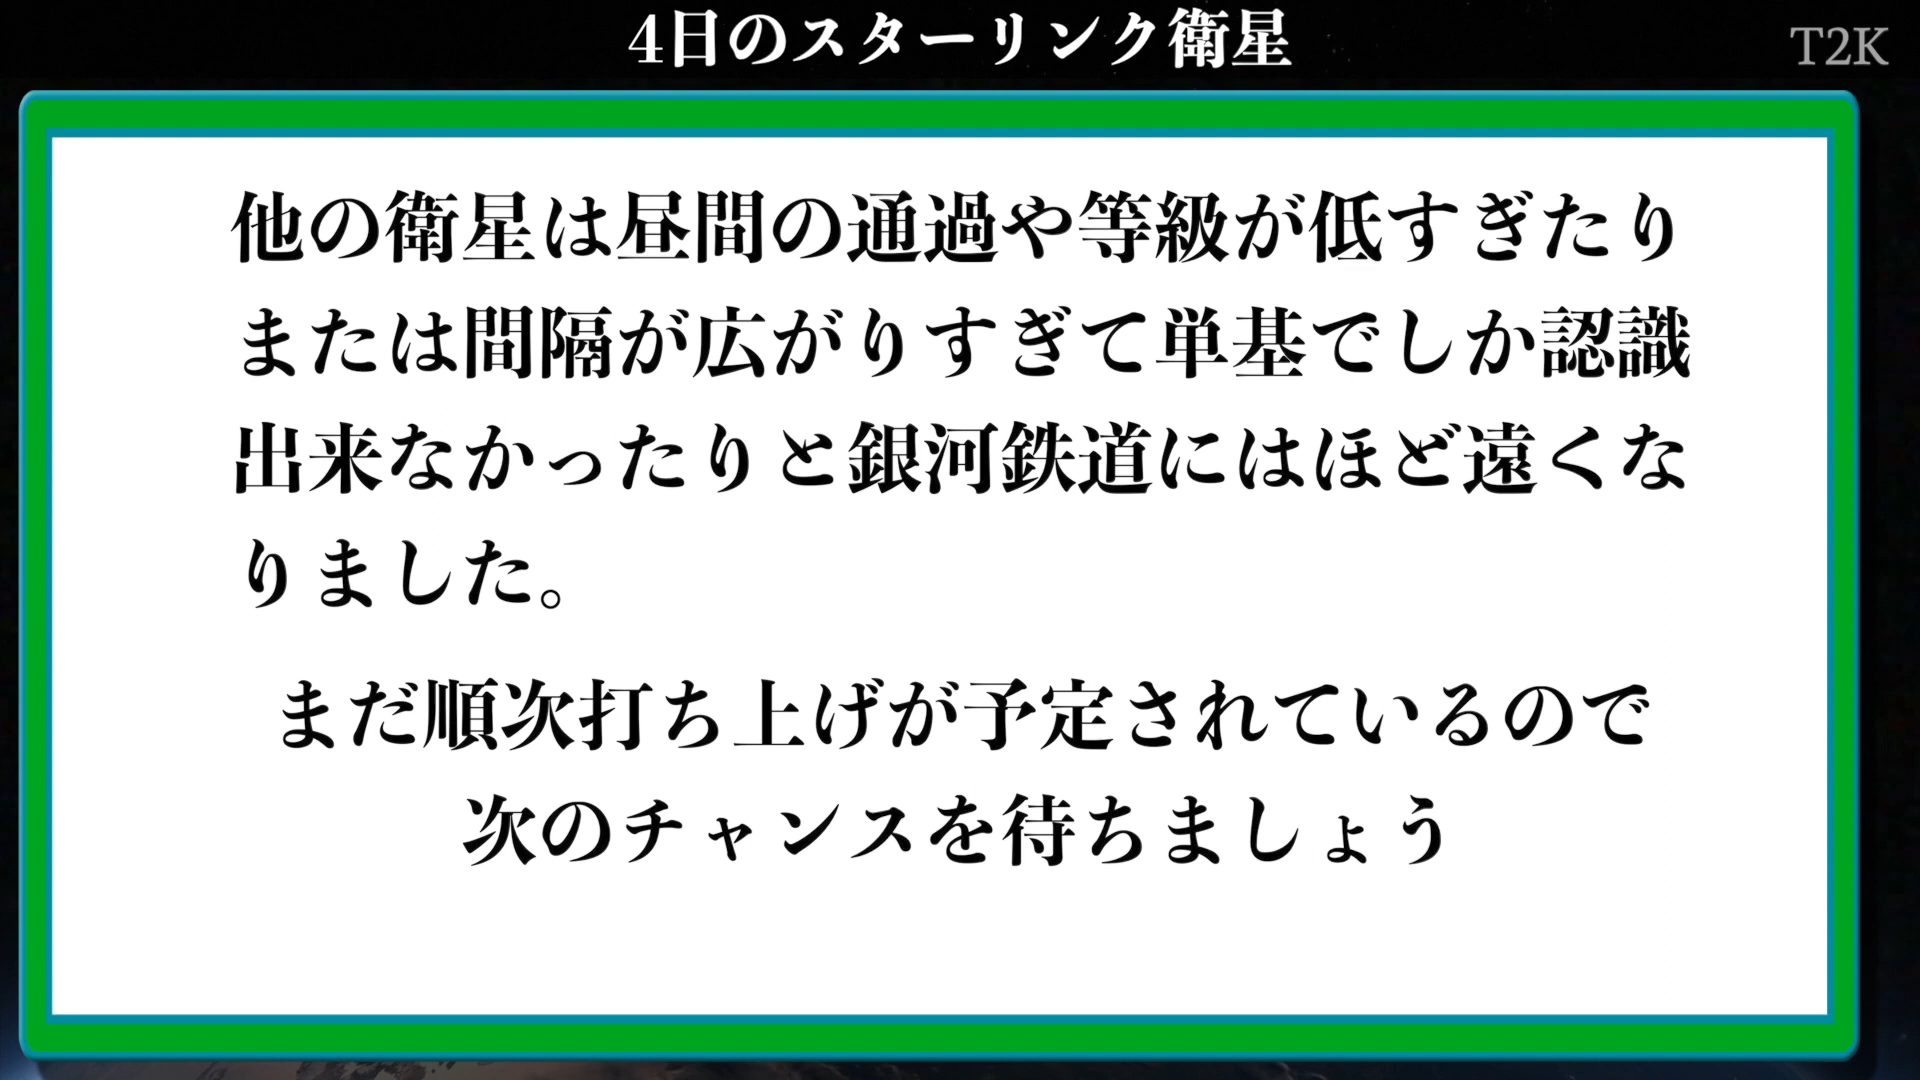 4日のスターリンク衛星
T2K
他の衛星は昼間の通過や等級が低すぎたり
または間隔が広がりすぎて単基でしか認識
出来なかったりと銀河鉄道にはほど遠くな
りました。
まだ順次打ち上げが予定されているので
次のチャンスを待ちましょう